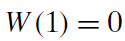 W(1) = 0